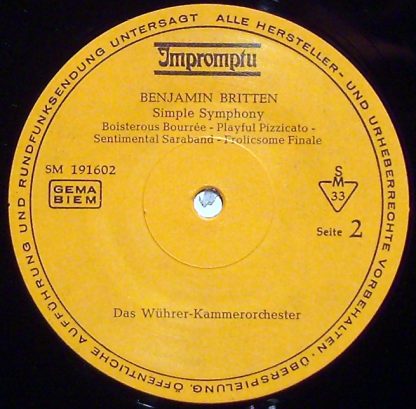 ALLE HERSTELLER- UND URHEBERRECHTE VORBEHALTEN · ÜBERSPIELUNG, ÖFFENTLICHE AUFFÜHRUNG UND RUNDFUNKSENDUNG UNTERSAGT
Impromptu
BENJAMIN BRITTEN
Simple Symphony
Boisterous Bourrée - Playful Pizzicato -
Sentimental Saraband - Frolicsome Finale
SM 191602
GEMA
BIEM
S
M
33
Seite 2
Das Wührer-Kammerorchester